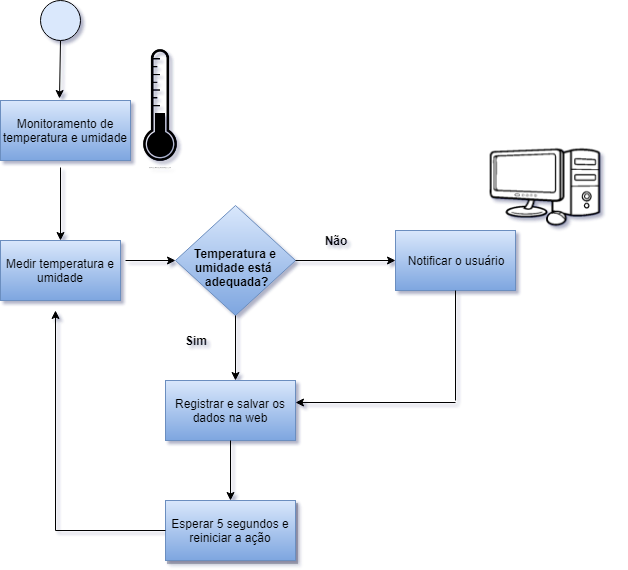 Monitoramento de
temperatura e umidade
Medir temperatura e
umidade
Temperatura e
umidade está
adequada?
Não
Notificar o usuário
Sim
Registrar e salvar os
dados na web
Esperar 5 segundos e
reiniciar a ação